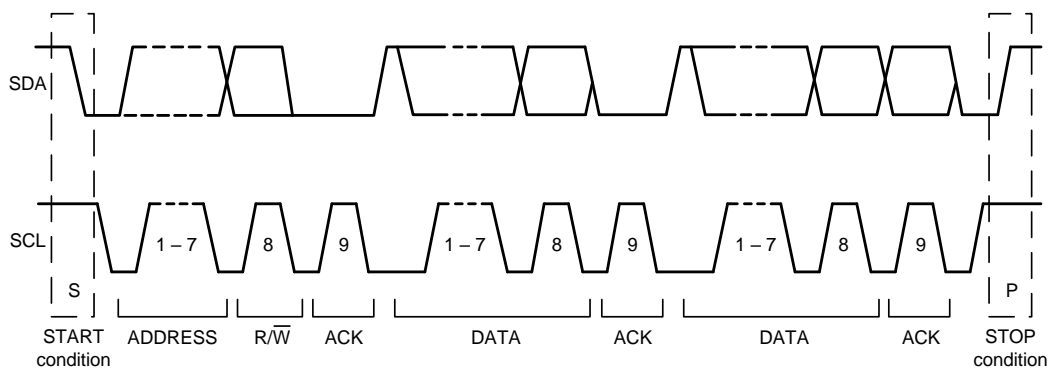 SDA
SCL
1 – 7 8 9 1 – 7 8 9 1 – 7 8 9
S P
START condition ADDRESS R/W̅ ACK DATA ACK DATA ACK STOP condition